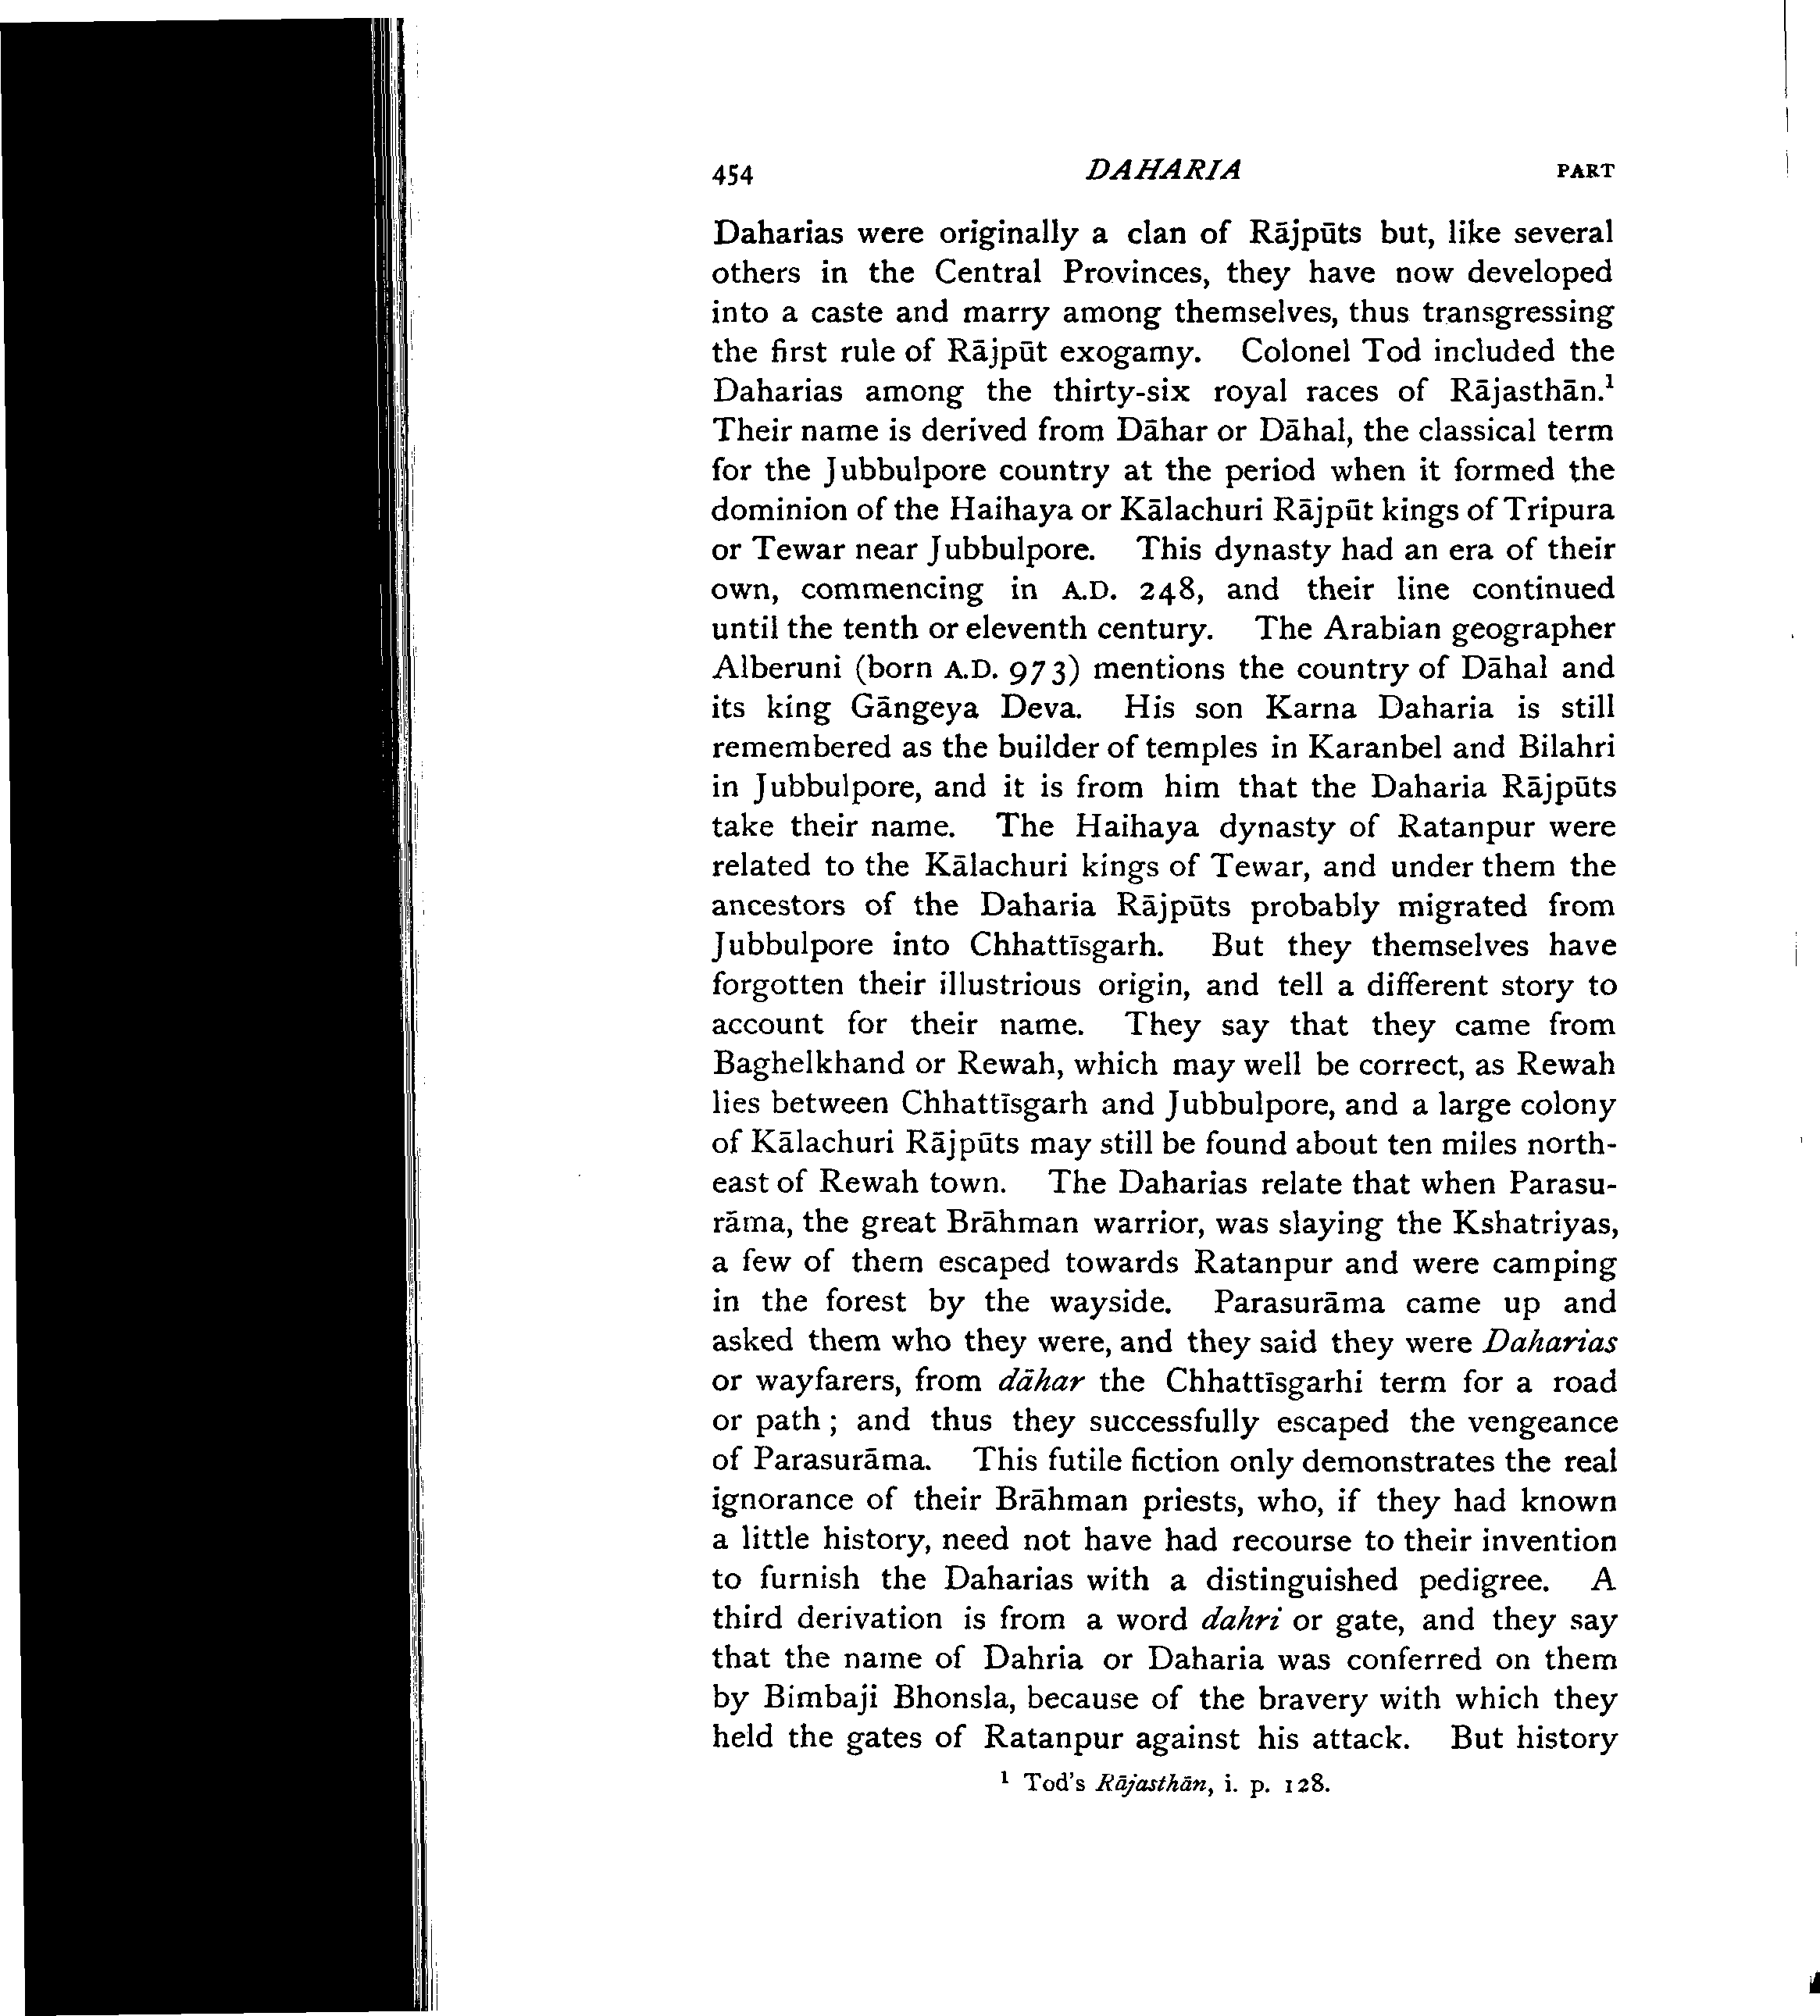 454 DAHARIA PART
Daharias were originally a clan of Rājpūts but, like several
others in the Central Provinces, they have now developed
into a caste and marry among themselves, thus transgressing
the first rule of Rājpūt exogamy. Colonel Tod included the
Daharias among the thirty-six royal races of Rājasthān.¹
Their name is derived from Dāhar or Dāhal, the classical term
for the Jubbulpore country at the period when it formed the
dominion of the Haihaya or Kālachuri Rājpūt kings of Tripura
or Tewar near Jubbulpore. This dynasty had an era of their
own, commencing in A.D. 248, and their line continued
until the tenth or eleventh century. The Arabian geographer
Alberuni (born A.D. 973) mentions the country of Dāhal and
its king Gāngeya Deva. His son Karna Daharia is still
remembered as the builder of temples in Karanbel and Bilahri
in Jubbulpore, and it is from him that the Daharia Rājpūts
take their name. The Haihaya dynasty of Ratanpur were
related to the Kālachuri kings of Tewar, and under them the
ancestors of the Daharia Rājpūts probably migrated from
Jubbulpore into Chhattīsgarh. But they themselves have
forgotten their illustrious origin, and tell a different story to
account for their name. They say that they came from
Baghelkhand or Rewah, which may well be correct, as Rewah
lies between Chhattīsgarh and Jubbulpore, and a large colony
of Kālachuri Rājpūts may still be found about ten miles north-
east of Rewah town. The Daharias relate that when Parasu-
rāma, the great Brāhman warrior, was slaying the Kshatriyas,
a few of them escaped towards Ratanpur and were camping
in the forest by the wayside. Parasurāma came up and
asked them who they were, and they said they were Daharias
or wayfarers, from dāhar the Chhattīsgarhi term for a road
or path ; and thus they successfully escaped the vengeance
of Parasurāma. This futile fiction only demonstrates the real
ignorance of their Brāhman priests, who, if they had known
a little history, need not have had recourse to their invention
to furnish the Daharias with a distinguished pedigree. A
third derivation is from a word dahri or gate, and they say
that the name of Dahria or Daharia was conferred on them
by Bimbaji Bhonsla, because of the bravery with which they
held the gates of Ratanpur against his attack. But history
¹ Tod's Rājasthān, i. p. 128.